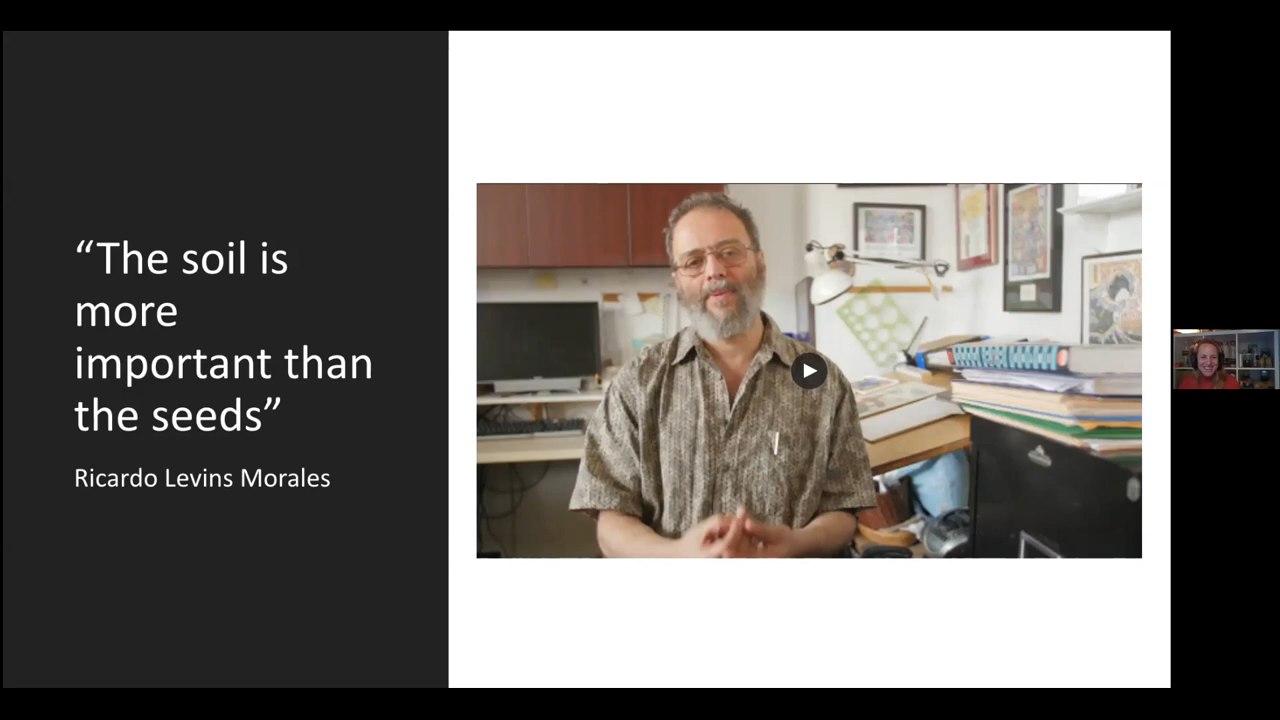 “The soil is
more
important than
the seeds”
Ricardo Levins Morales